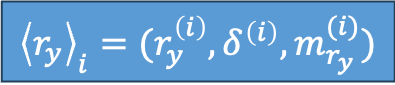 ⟨r_y⟩_i = (r_y^{(i)}, δ^{(i)}, m_{r_y}^{(i)})